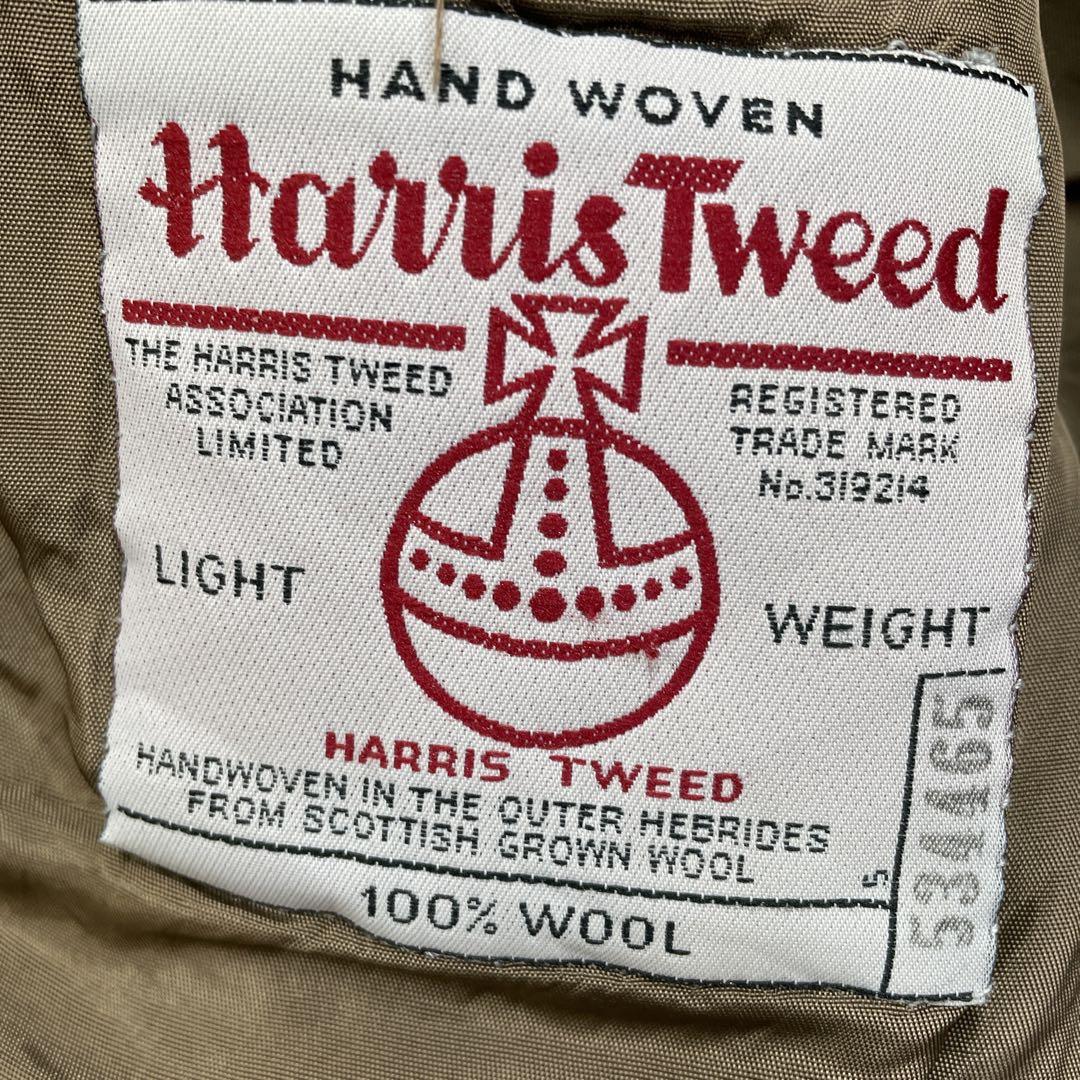 HAND WOVEN
Harris Tweed
THE HARRIS TWEED
ASSOCIATION
LIMITED
REGISTERED
TRADE MARK
No.319214
LIGHT
WEIGHT
HARRIS TWEED
HANDWOVEN IN THE OUTER HEBRIDES
FROM SCOTTISH GROWN WOOL
100% WOOL
5
534465